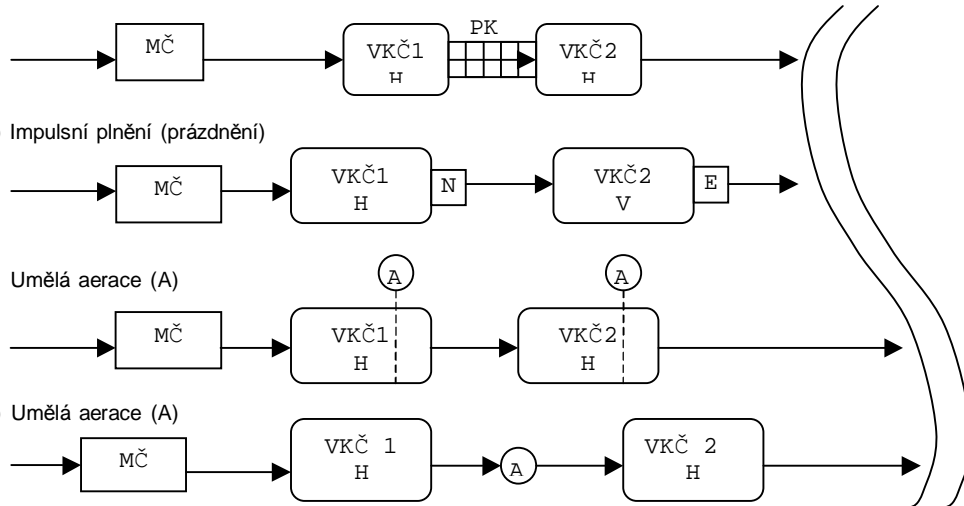 PK
MČ
VKČ1
H
VKČ2
H
Impulsní plnění (prázdnění)
MČ
VKČ1
H
N
VKČ2
V
E
Umělá aerace (A)
A
A
MČ
VKČ1
H
VKČ2
H
Umělá aerace (A)
MČ
VKČ 1
H
A
VKČ 2
H